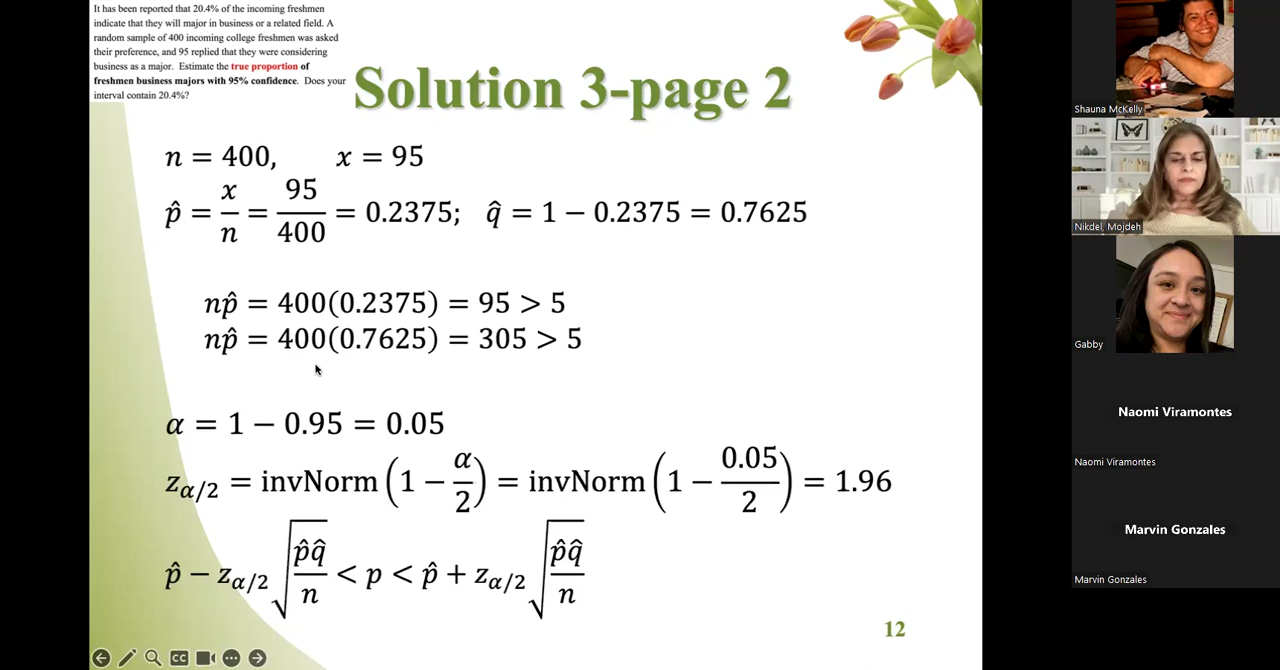 It has been reported that 20.4% of the incoming freshmen
indicate that they will major in business or a related field. A
random sample of 400 incoming college freshmen was asked
their preference, and 95 replied that they were considering
business as a major. Estimate the true proportion of
freshmen business majors with 95% confidence. Does your
interval contain 20.4%?
Solution 3-page 2
n = 400, x = 95
p̂ = x/n = 95/400 = 0.2375; q̂ = 1 − 0.2375 = 0.7625
np̂ = 400(0.2375) = 95 > 5
np̂ = 400(0.7625) = 305 > 5
α = 1 − 0.95 = 0.05
z_{α/2} = invNorm(1 − α/2) = invNorm(1 − 0.05/2) = 1.96
p̂ − z_{α/2} √(p̂q̂/n) < p < p̂ + z_{α/2} √(p̂q̂/n)
12
CC
Shauna McKelly
Nikdel, Mojdeh
Gabby
Naomi Viramontes
Naomi Viramontes
Marvin Gonzales
Marvin Gonzales